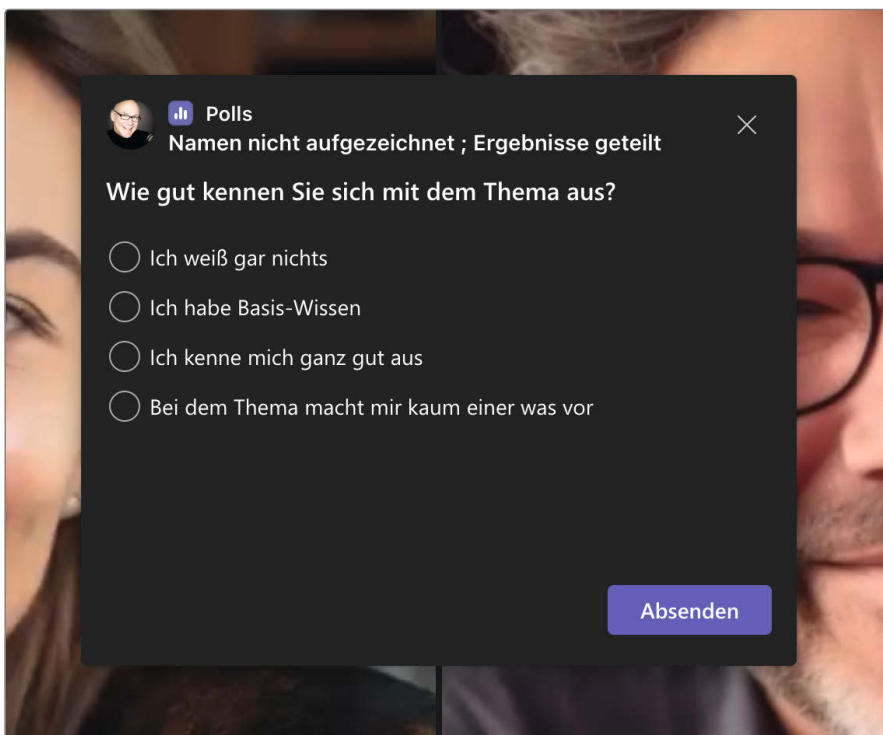 Polls
Namen nicht aufgezeichnet ; Ergebnisse geteilt
Wie gut kennen Sie sich mit dem Thema aus?
Ich weiß gar nichts
Ich habe Basis-Wissen
Ich kenne mich ganz gut aus
Bei dem Thema macht mir kaum einer was vor
Absenden